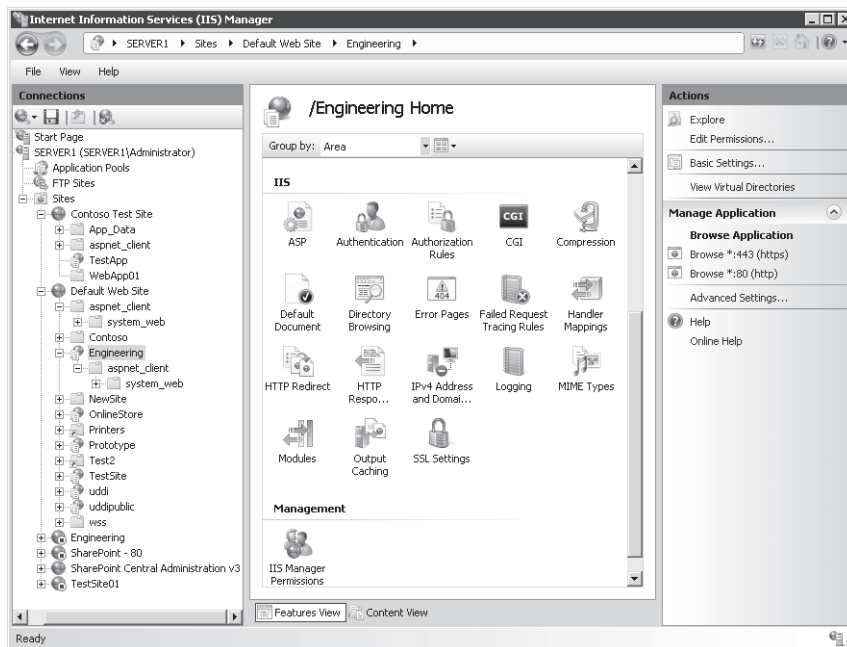 Internet Information Services (IIS) Manager
SERVER1 Sites Default Web Site Engineering
File View Help
Connections
Start Page
SERVER1 (SERVER1\Administrator)
Application Pools
FTP Sites
Sites
Contoso Test Site
App_Data
aspnet_client
TestApp
WebApp01
Default Web Site
aspnet_client
system_web
Contoso
Engineering
aspnet_client
system_web
NewSite
OnlineStore
Printers
Prototype
Test2
TestSite
uddi
uddipublic
wss
Engineering
SharePoint - 80
SharePoint Central Administration v3
TestSite01
/Engineering Home
Group by: Area
IIS
ASP
Authentication
Authorization
Rules
CGI
CGI
Compression
Default
Document
Directory
Browsing
404
Error Pages
Failed Request
Tracing Rules
Handler
Mappings
HTTP Redirect
HTTP
Respo...
IPv4 Address
and Domai...
Logging
MIME Types
Modules
Output
Caching
SSL Settings
Management
IIS Manager
Permissions
Features View
Content View
Actions
Explore
Edit Permissions...
Basic Settings...
View Virtual Directories
Manage Application
Browse Application
Browse *:443 (https)
Browse *:80 (http)
Advanced Settings...
Help
Online Help
Ready